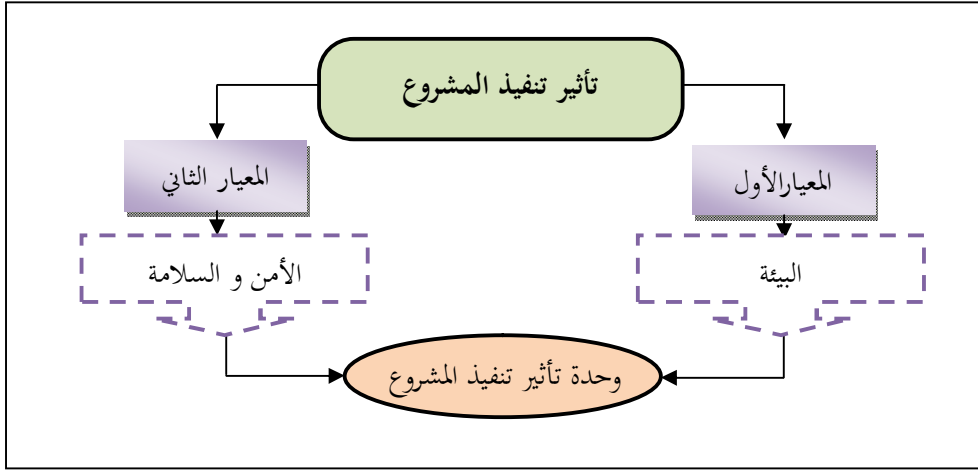 تأثير تنفيذ المشروع
المعيارالأول
المعيار الثاني
البيئة
الأمن و السلامة
وحدة تأثير تنفيذ المشروع